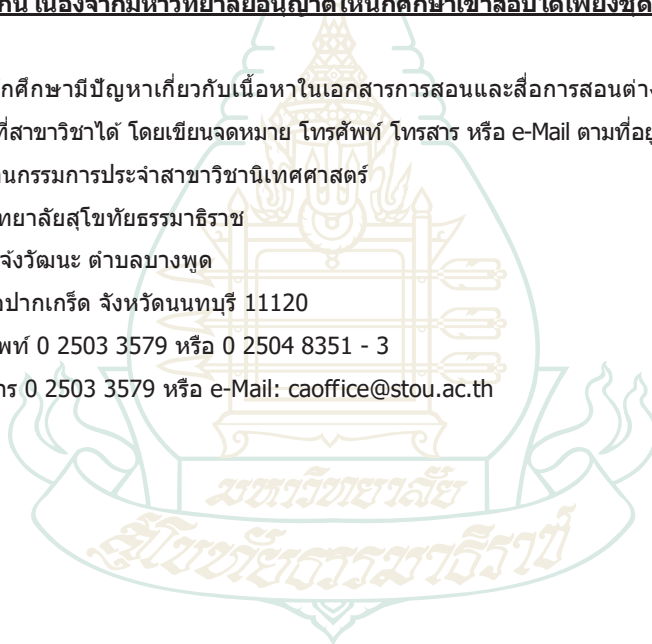 กัน เนื่องจากมหาวิทยาลัยอนุญาตให้นักศึกษาเข้าสอบได้เพียงชุด
กศึกษามีปัญหาเกี่ยวกับเนื้อหาในเอกสารการสอนและสื่อการสอนต่าง
ที่สาขาวิชาได้ โดยเขียนจดหมาย โทรศัพท์ โทรสาร หรือ e-Mail ตามที่อยู่
านกรรมการประจำสาขาวิชานิเทศศาสตร์
ทยาลัยสุโขทัยธรรมาธิราช
จ้งวัฒนะ ตำบลบางพูด
อปากเกร็ด จังหวัดนนทบุรี 11120
พท์ 0 2503 3579 หรือ 0 2504 8351 - 3
าร 0 2503 3579 หรือ e-Mail: caoffice@stou.ac.th
มหาวิทยาลัย
สุโขทัยธรรมาธิราช